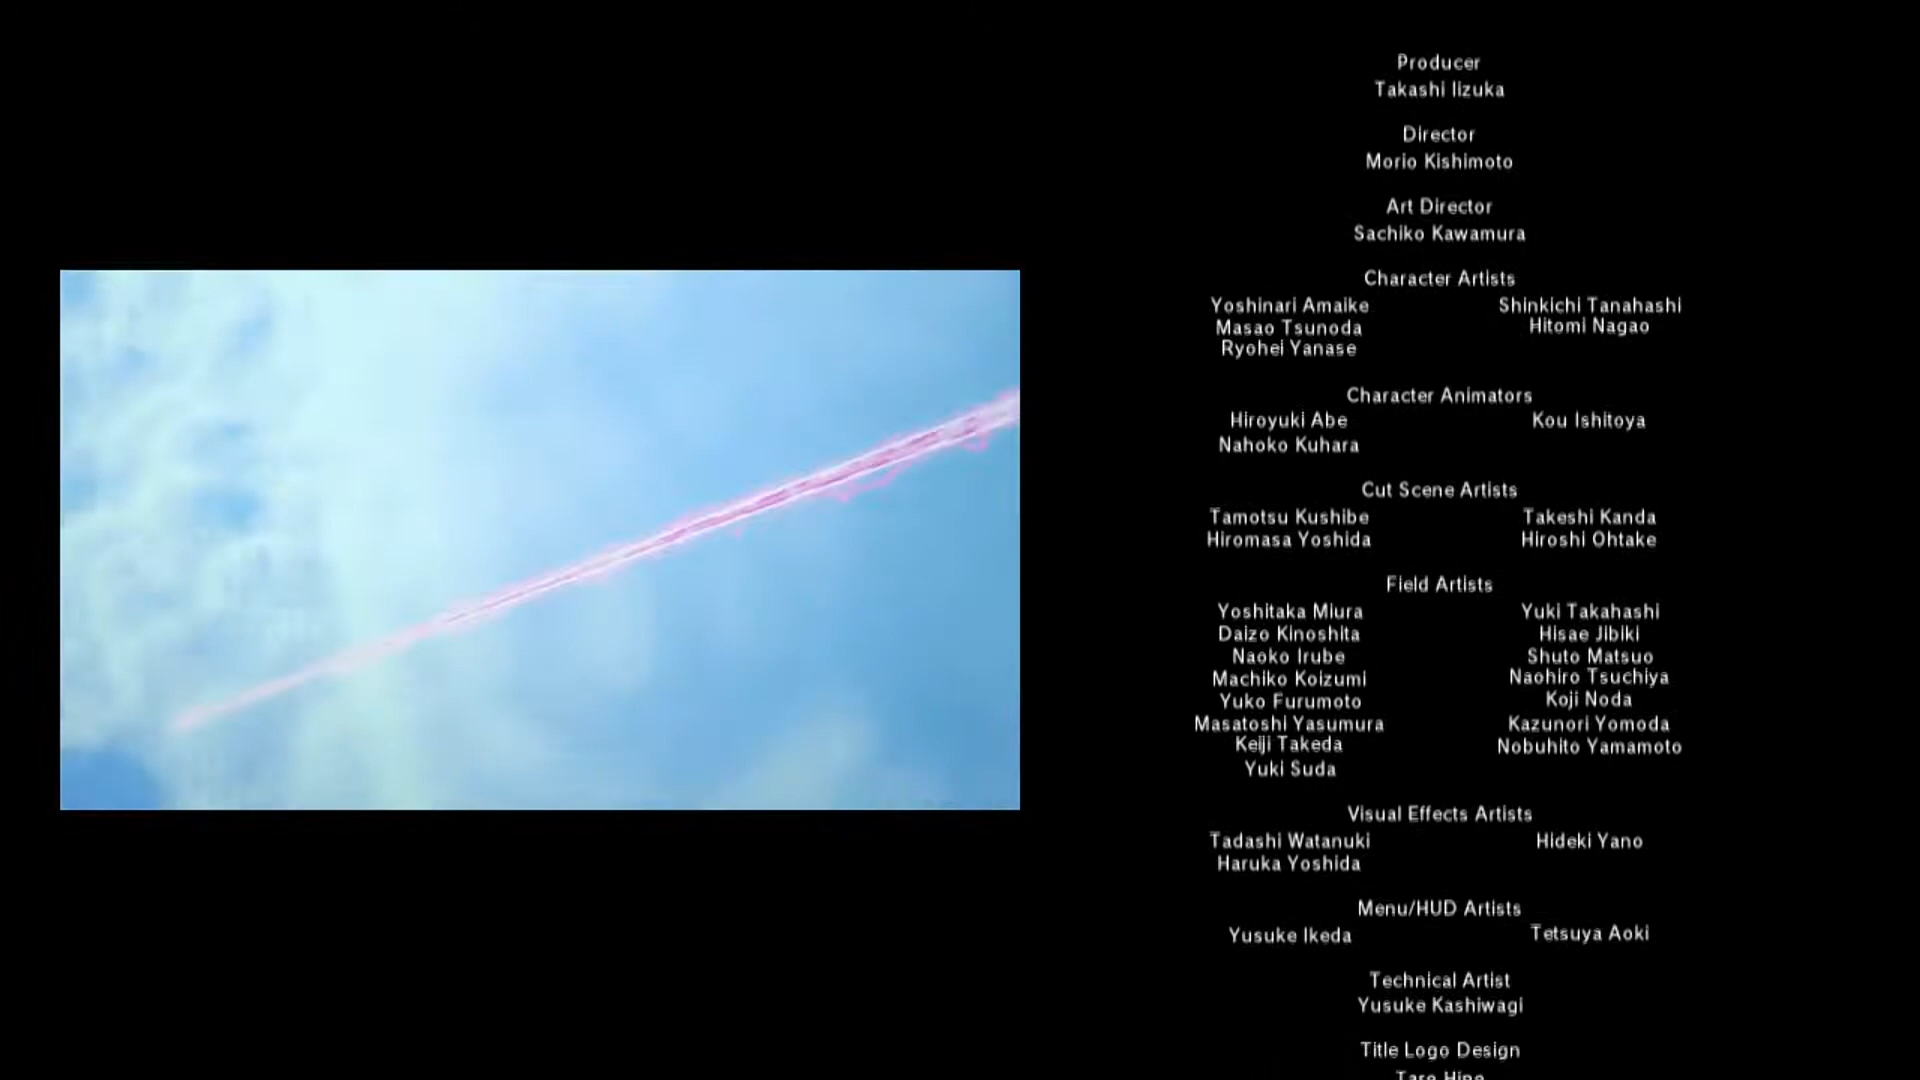 Producer
Takashi Iizuka
Director
Morio Kishimoto
Art Director
Sachiko Kawamura
Character Artists
Yoshinari Amaike Shinkichi Tanahashi
Masao Tsunoda Hitomi Nagao
Ryohei Yanase
Character Animators
Hiroyuki Abe Kou Ishitoya
Nahoko Kuhara
Cut Scene Artists
Tamotsu Kushibe Takeshi Kanda
Hiromasa Yoshida Hiroshi Ohtake
Field Artists
Yoshitaka Miura Yuki Takahashi
Daizo Kinoshita Hisae Jibiki
Naoko Irube Shuto Matsuo
Machiko Koizumi Naohiro Tsuchiya
Yuko Furumoto Koji Noda
Masatoshi Yasumura Kazunori Yomoda
Keiji Takeda Nobuhito Yamamoto
Yuki Suda
Visual Effects Artists
Tadashi Watanuki Hideki Yano
Haruka Yoshida
Menu/HUD Artists
Yusuke Ikeda Tetsuya Aoki
Technical Artist
Yusuke Kashiwagi
Title Logo Design